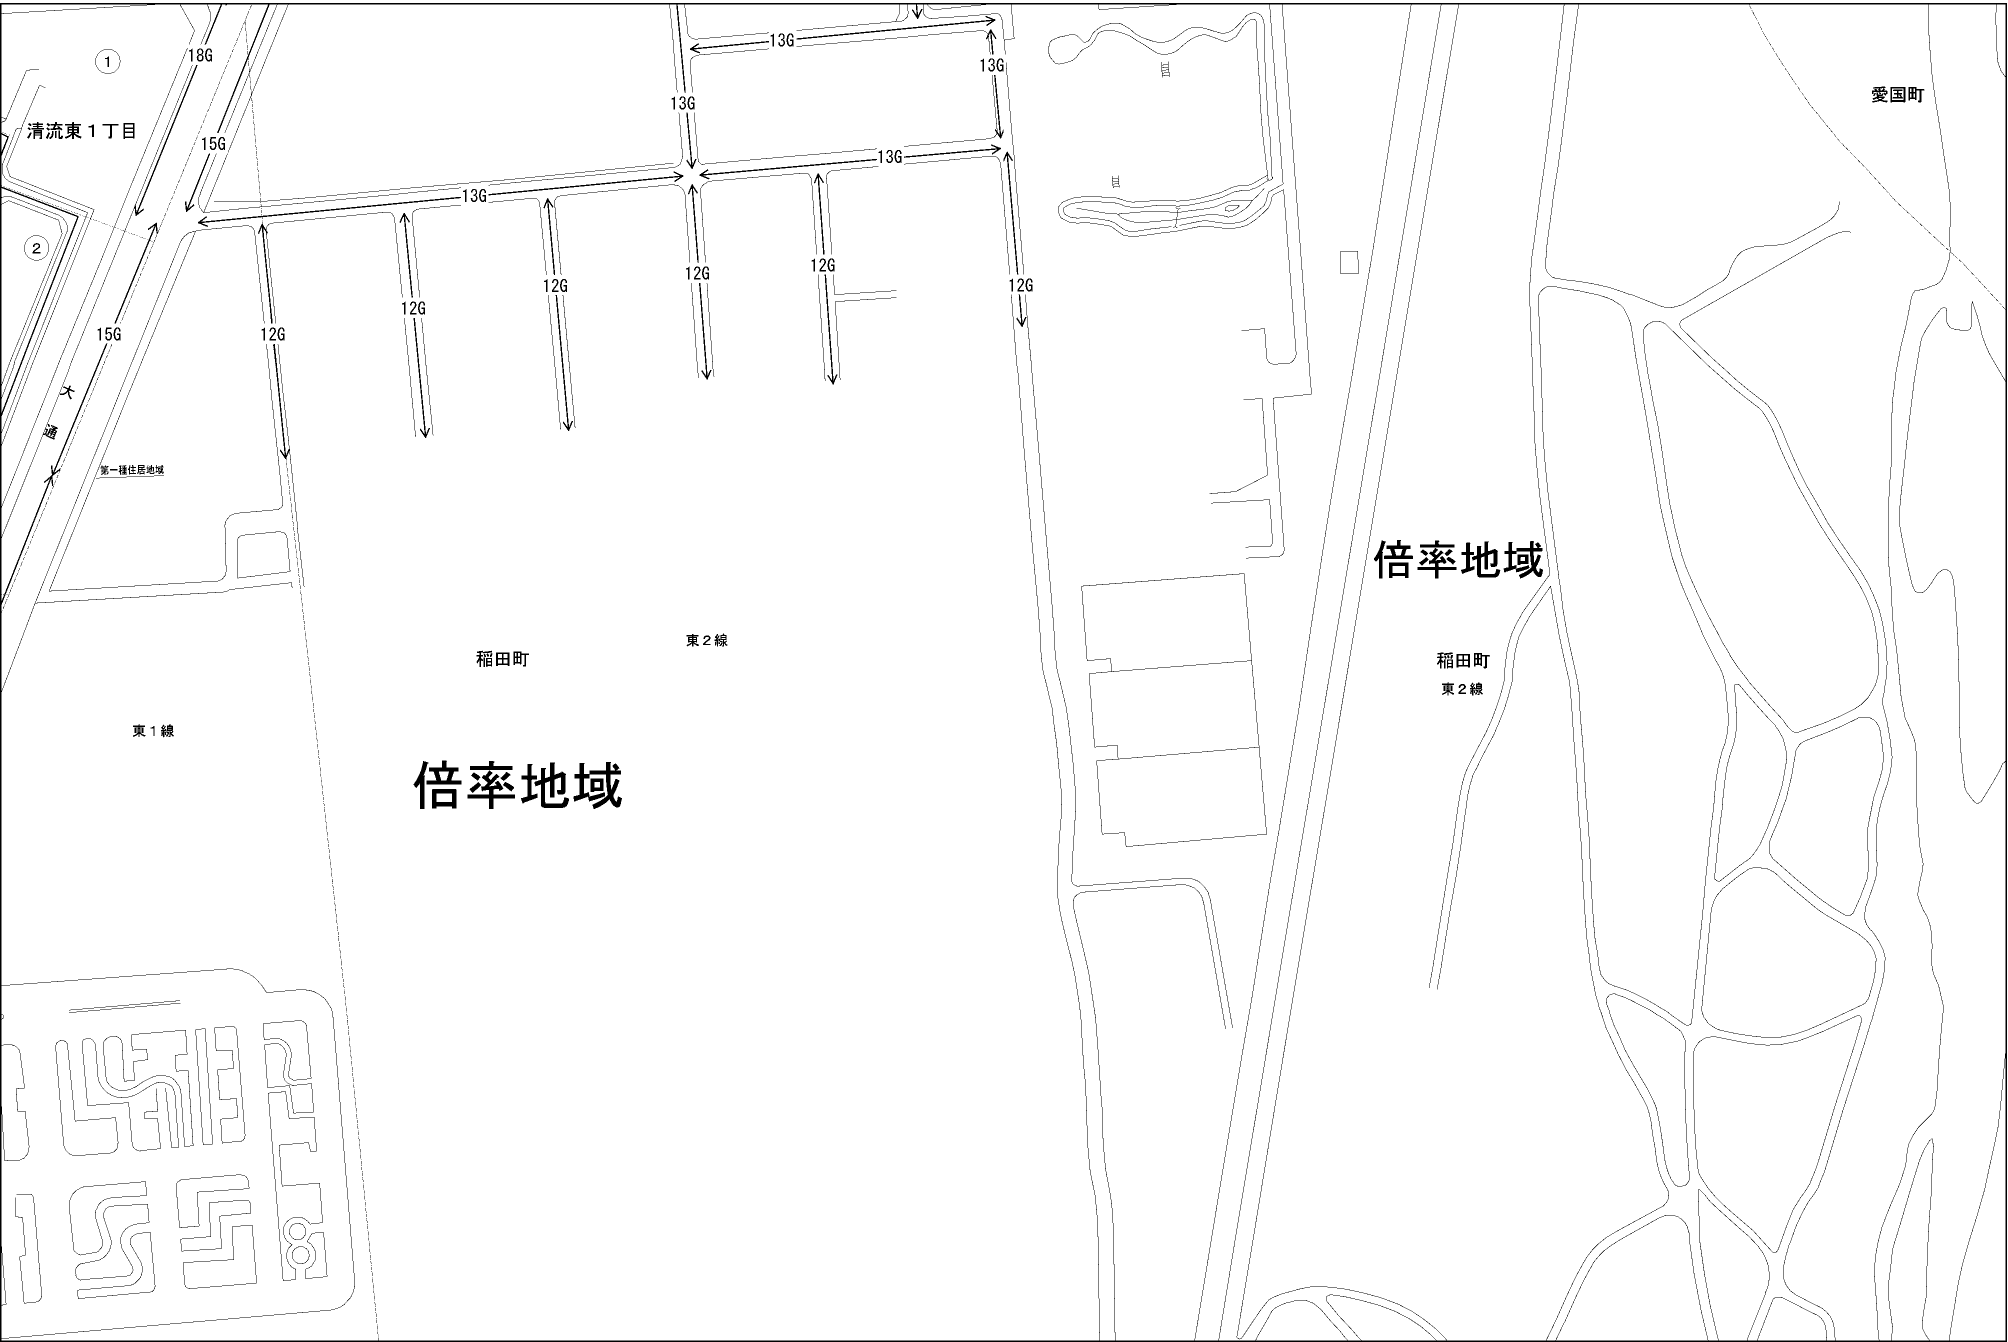 18G
13G
①
13G
愛国町
13G
清流東１丁目
15G
13G
13G
②
12G
12G
12G
12G
12G
15G
12G
大
通
第一種住居地域
倍率地域
東２線
稲田町
稲田町
東２線
東１線
倍率地域